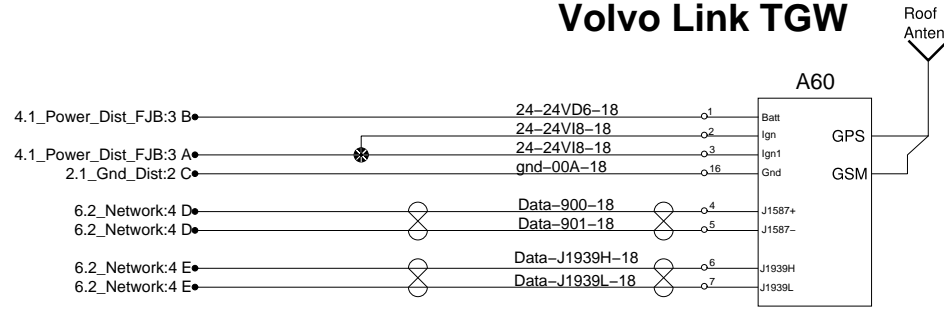 Volvo Link TGW
Roof
Anten
A60
4.1_Power_Dist_FJB:3 B 24–24VD6–18 1 Batt
24–24VI8–18 2 Ign GPS
4.1_Power_Dist_FJB:3 A 24–24VI8–18 3 Ign1
2.1_Gnd_Dist:2 C gnd–00A–18 16 Gnd GSM
6.2_Network:4 D Data–900–18 4 J1587+
6.2_Network:4 D Data–901–18 5 J1587–
6.2_Network:4 E Data–J1939H–18 6 J1939H
6.2_Network:4 E Data–J1939L–18 7 J1939L